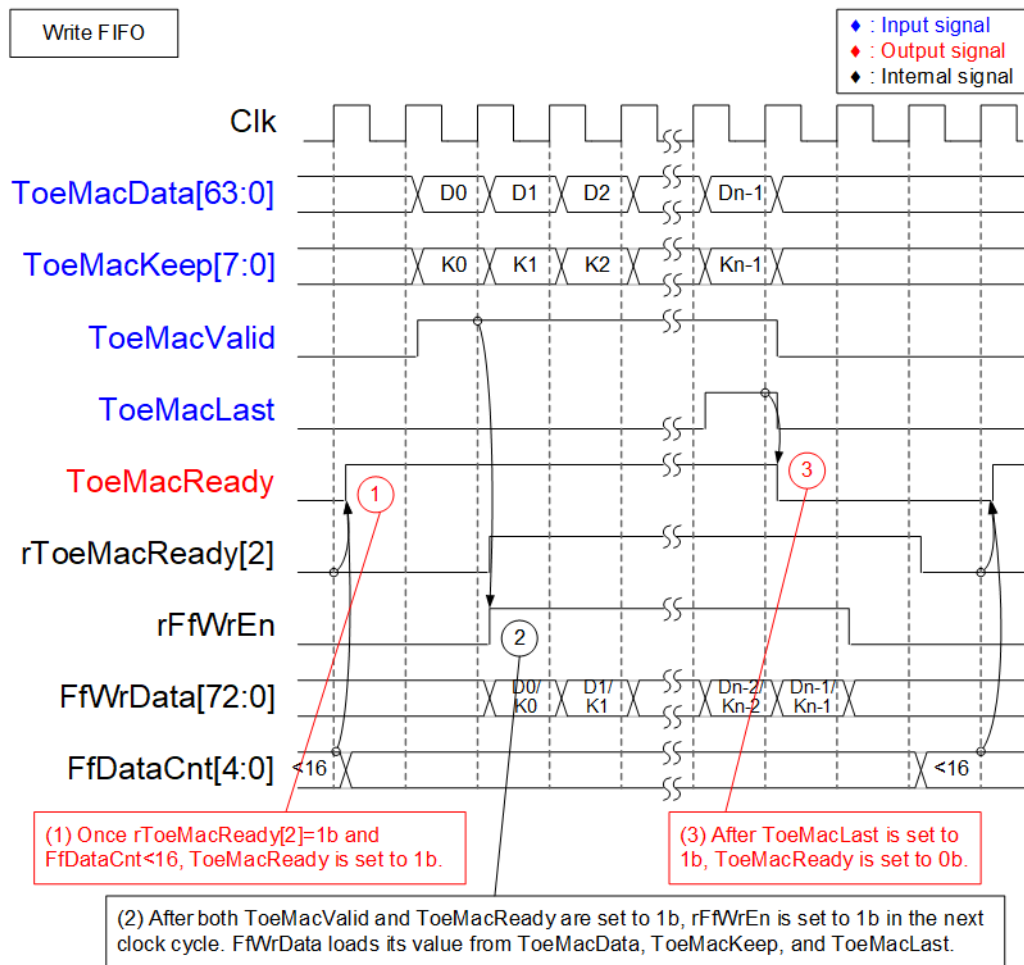 Write FIFO
♦ : Input signal
♦ : Output signal
♦ : Internal signal
Clk
ToeMacData[63:0]
D0
D1
D2
Dn-1
ToeMacKeep[7:0]
K0
K1
K2
Kn-1
ToeMacValid
ToeMacLast
ToeMacReady
1
3
rToeMacReady[2]
rFfWrEn
2
FfWrData[72:0]
D0/
K0
D1/
K1
Dn-2/
Kn-2
Dn-1/
Kn-1
FfDataCnt[4:0]
<16
<16
(1) Once rToeMacReady[2]=1b and
FfDataCnt<16, ToeMacReady is set to 1b.
(3) After ToeMacLast is set to
1b, ToeMacReady is set to 0b.
(2) After both ToeMacValid and ToeMacReady are set to 1b, rFfWrEn is set to 1b in the next
clock cycle. FfWrData loads its value from ToeMacData, ToeMacKeep, and ToeMacLast.